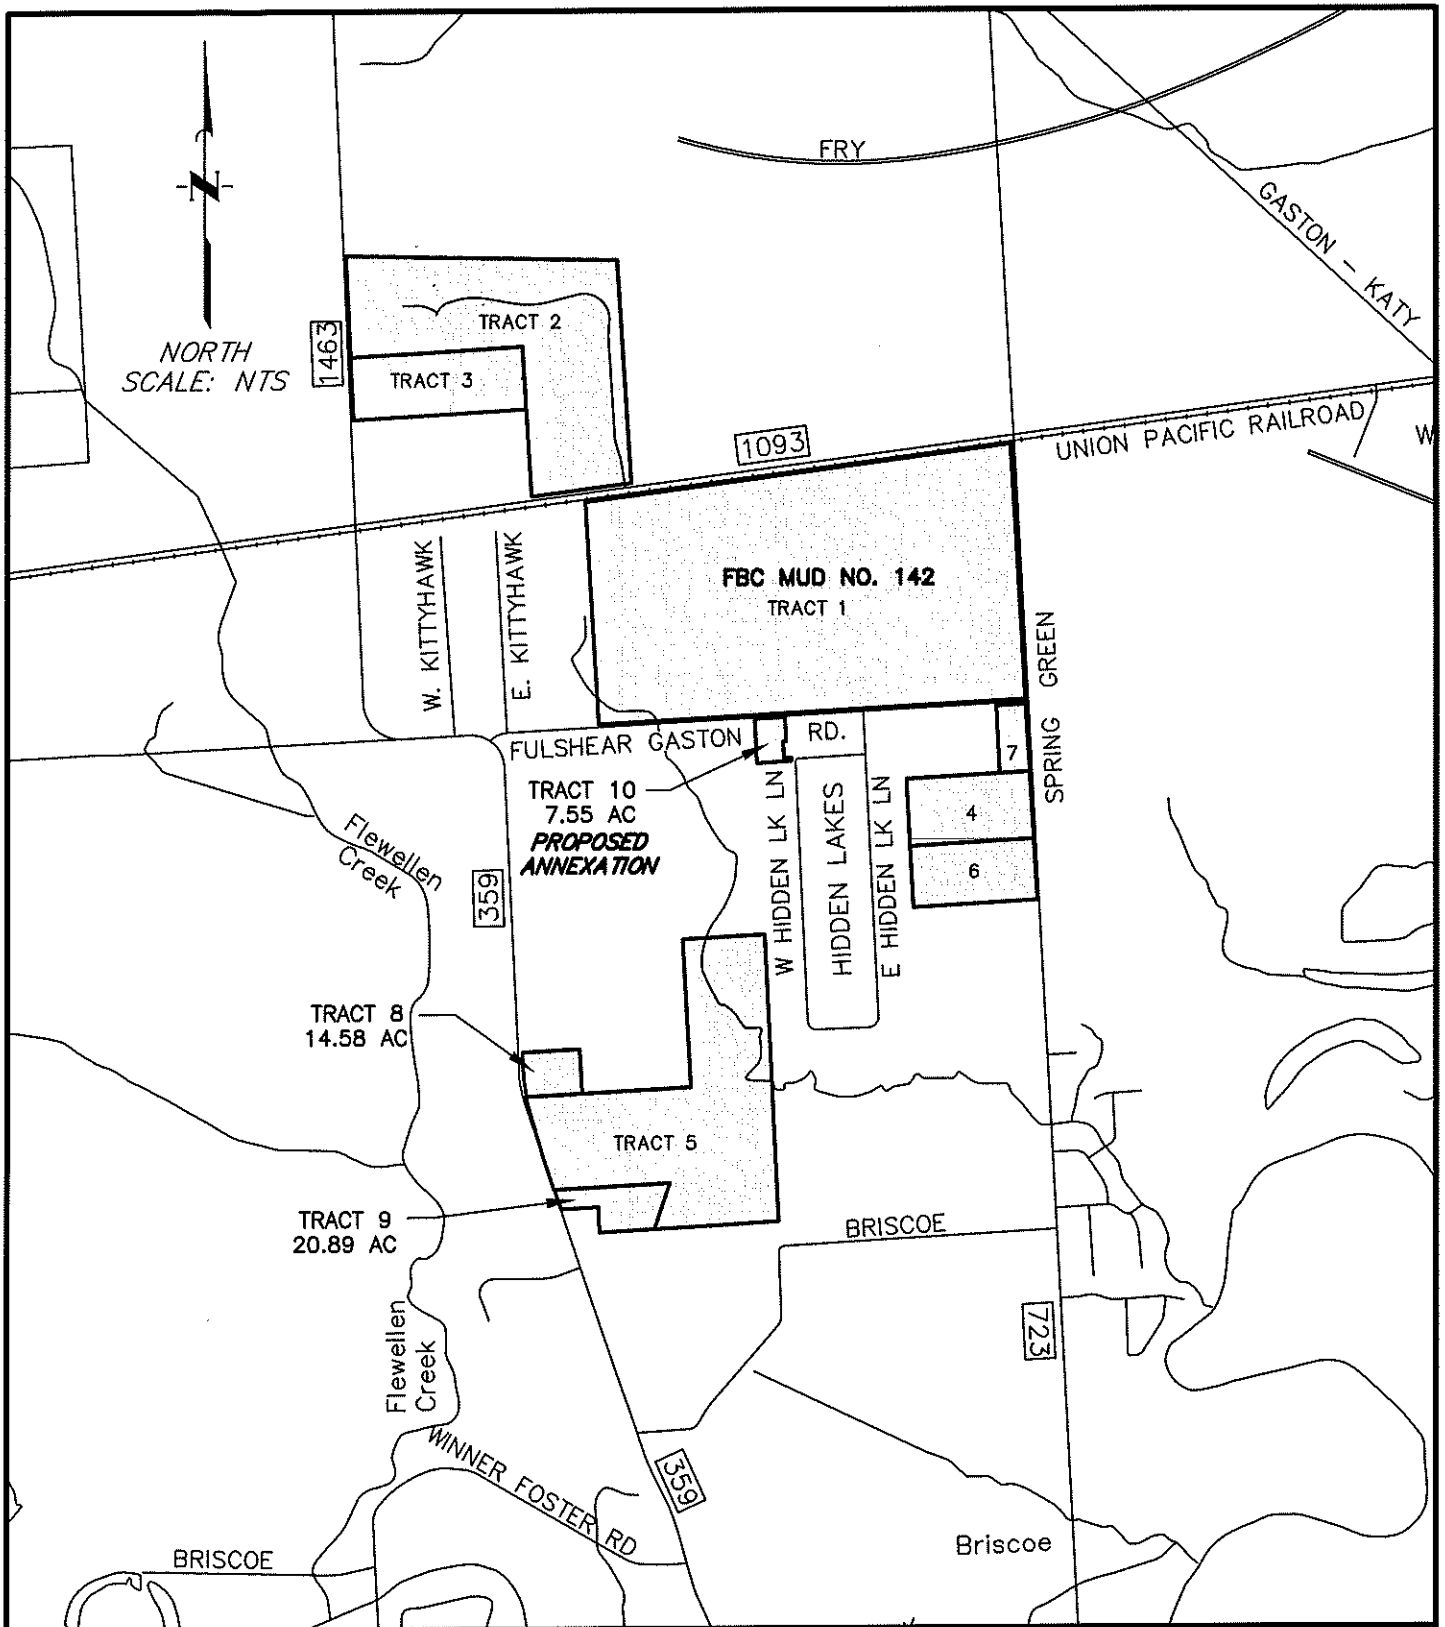 FRY
GASTON - KATY
N
NORTH
SCALE: NTS
1463
TRACT 2
TRACT 3
1093
UNION PACIFIC RAILROAD
W
W. KITTYHAWK
E. KITTYHAWK
FBC MUD NO. 142
TRACT 1
SPRING GREEN
FULSHEAR GASTON RD.
7
TRACT 10
7.55 AC
PROPOSED
ANNEXATION
W HIDDEN LK LN
HIDDEN LAKES
E HIDDEN LK LN
4
6
Flewellen
Creek
359
TRACT 8
14.58 AC
TRACT 5
TRACT 9
20.89 AC
BRISCOE
723
Flewellen
Creek
WINNER FOSTER RD
359
Briscoe
BRISCOE